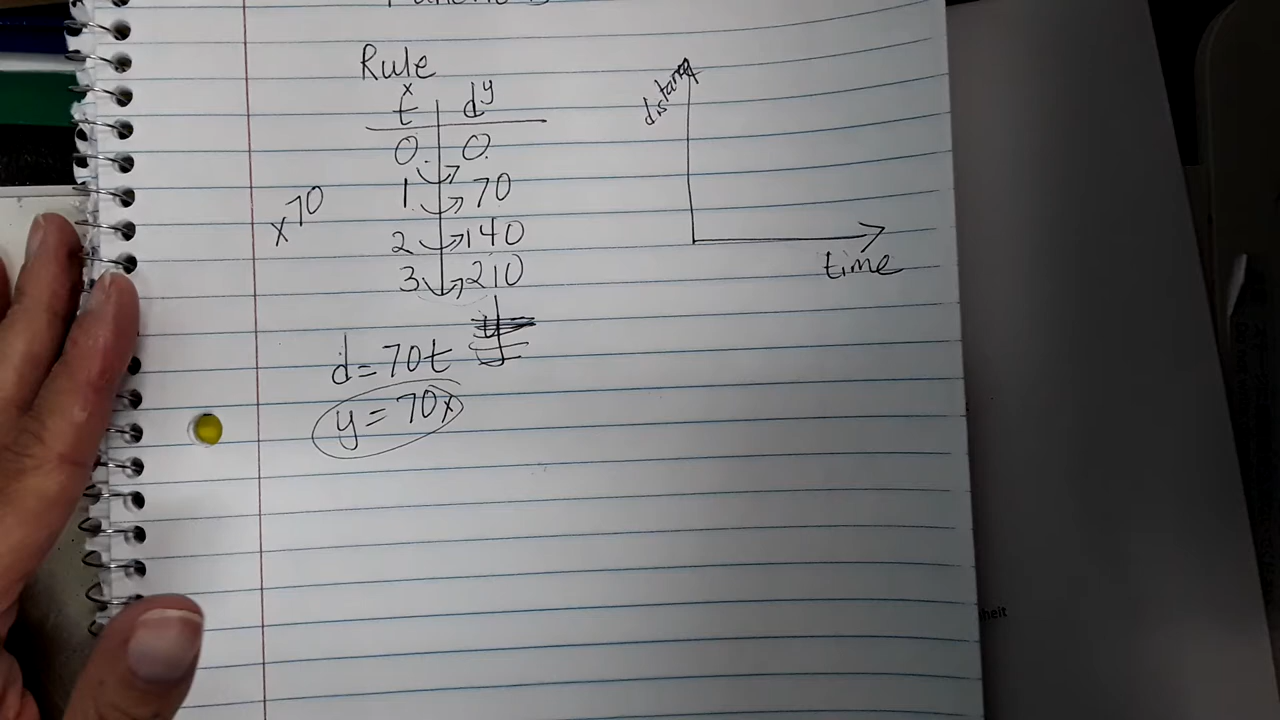 Rule
x y
t d
0 0
1 70
x70
2 140
3 210
d=70t
y=70x
distance
time